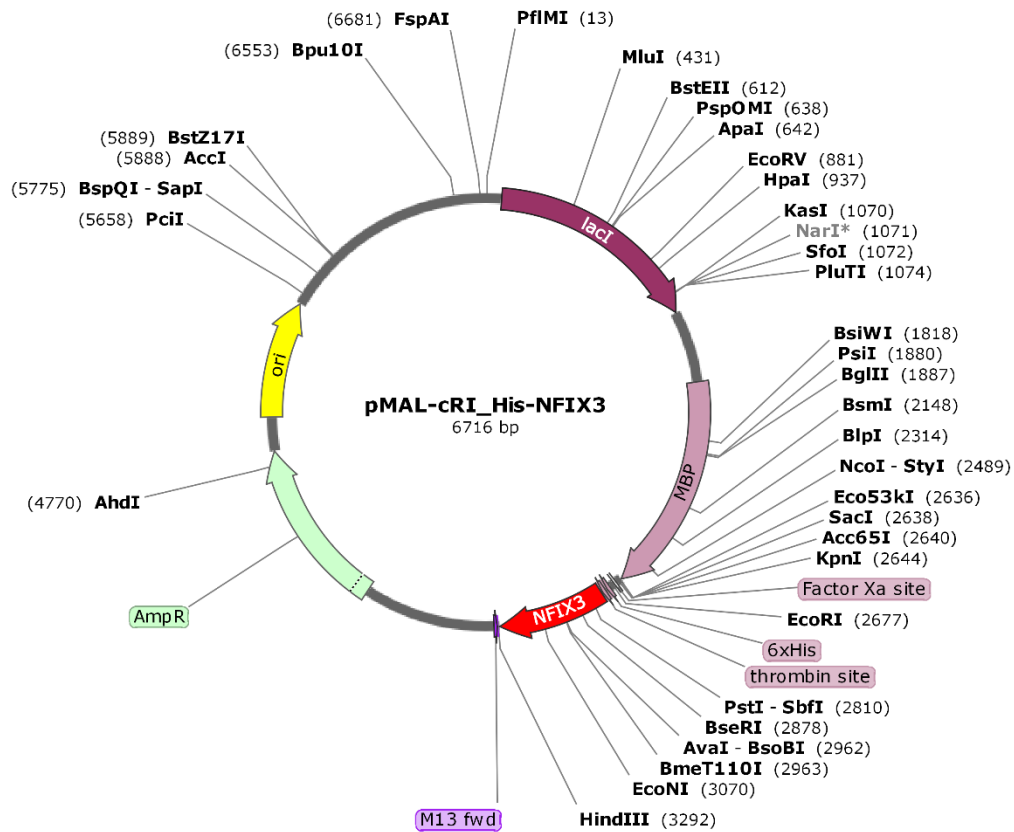 (6681) FspAI
PflMI (13)
(6553) Bpu10I
MluI (431)
BstEII (612)
PspOMI (638)
ApaI (642)
EcoRV (881)
HpaI (937)
KasI (1070)
NarI* (1071)
SfoI (1072)
PluTI (1074)
(5889) BstZ17I
(5888) AccI
(5775) BspQI - SapI
(5658) PciI
lacI
ori
pMAL-cRI_His-NFIX3
6716 bp
BsiWI (1818)
PsiI (1880)
BglII (1887)
BsmI (2148)
BlpI (2314)
NcoI - StyI (2489)
Eco53kI (2636)
SacI (2638)
Acc65I (2640)
KpnI (2644)
MBP
Factor Xa site
EcoRI (2677)
6xHis
thrombin site
(4770) AhdI
AmpR
NFIX3
PstI - SbfI (2810)
BseRI (2878)
AvaI - BsoBI (2962)
BmeT110I (2963)
EcoNI (3070)
HindIII (3292)
M13 fwd